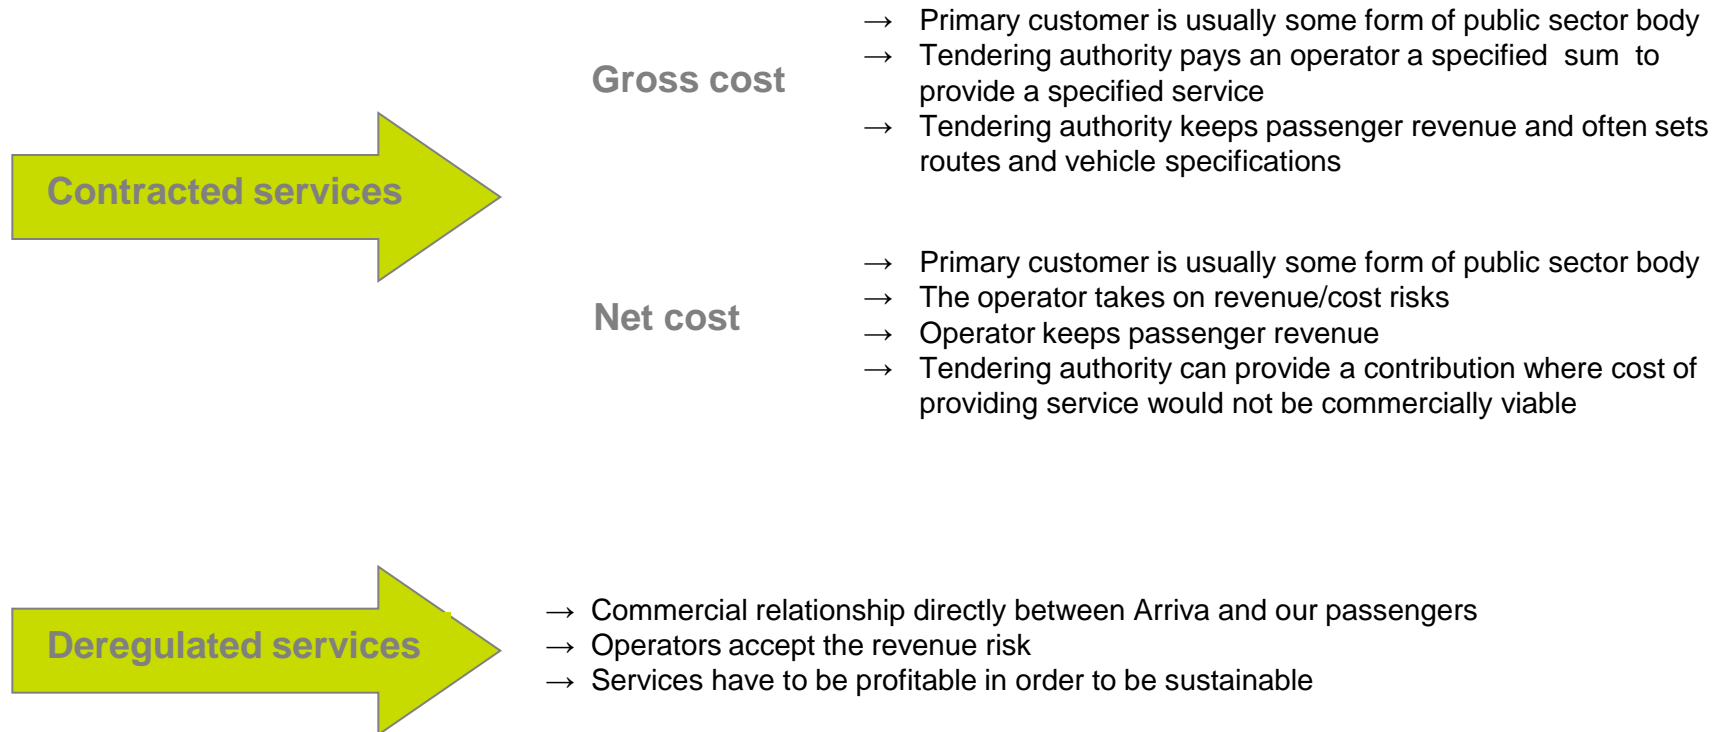 Contracted services
Gross cost
→ Primary customer is usually some form of public sector body
→ Tendering authority pays an operator a specified sum to
provide a specified service
→ Tendering authority keeps passenger revenue and often sets
routes and vehicle specifications
Net cost
→ Primary customer is usually some form of public sector body
→ The operator takes on revenue/cost risks
→ Operator keeps passenger revenue
→ Tendering authority can provide a contribution where cost of
providing service would not be commercially viable
Deregulated services
→ Commercial relationship directly between Arriva and our passengers
→ Operators accept the revenue risk
→ Services have to be profitable in order to be sustainable